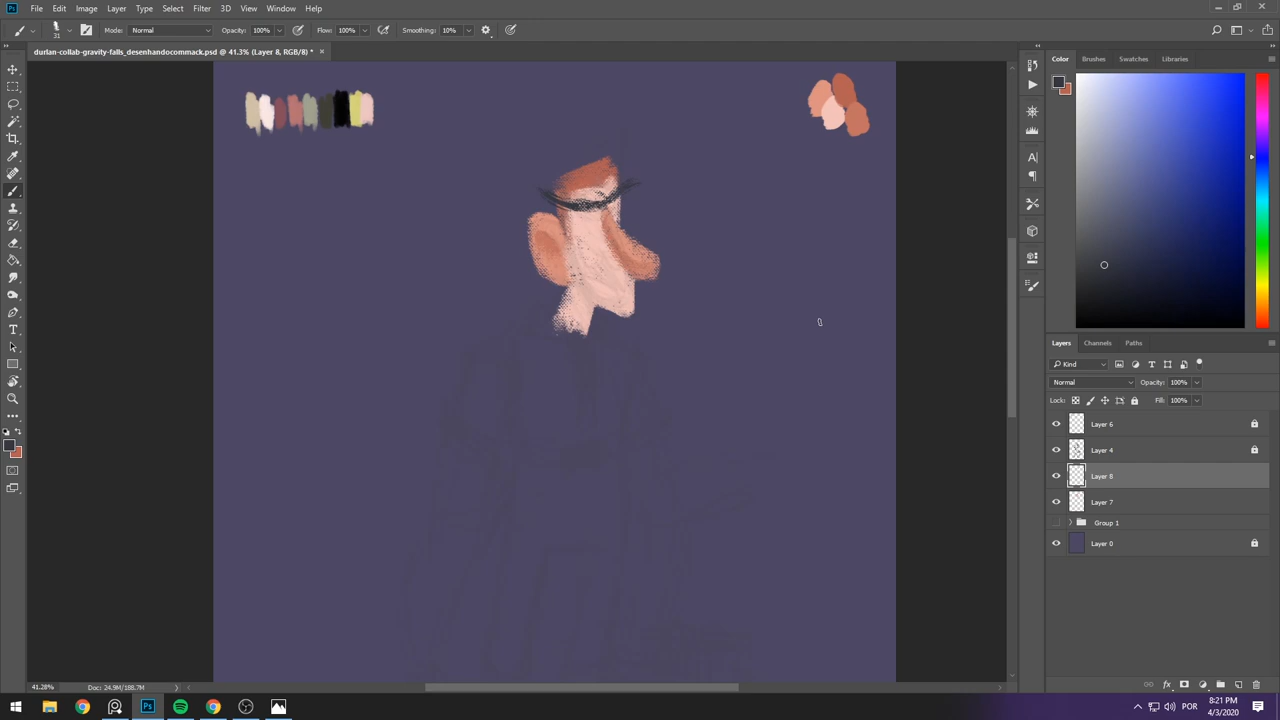 Ps File Edit Image Layer Type Select Filter 3D View Window Help
31 Mode: Normal Opacity: 100% Flow: 100% Smoothing: 10%
durlan-collab-gravity-falls_desenhandocommack.psd @ 41.3% (Layer 8, RGB/8) * ×
Color Brushes Swatches Libraries
Layers Channels Paths
Kind
Normal Opacity: 100%
Lock: Fill: 100%
Layer 6
Layer 4
Layer 8
Layer 7
Group 1
Layer 0
41.28% Doc: 24.9M/188.7M
Ps POR 8:21 PM
4/3/2020